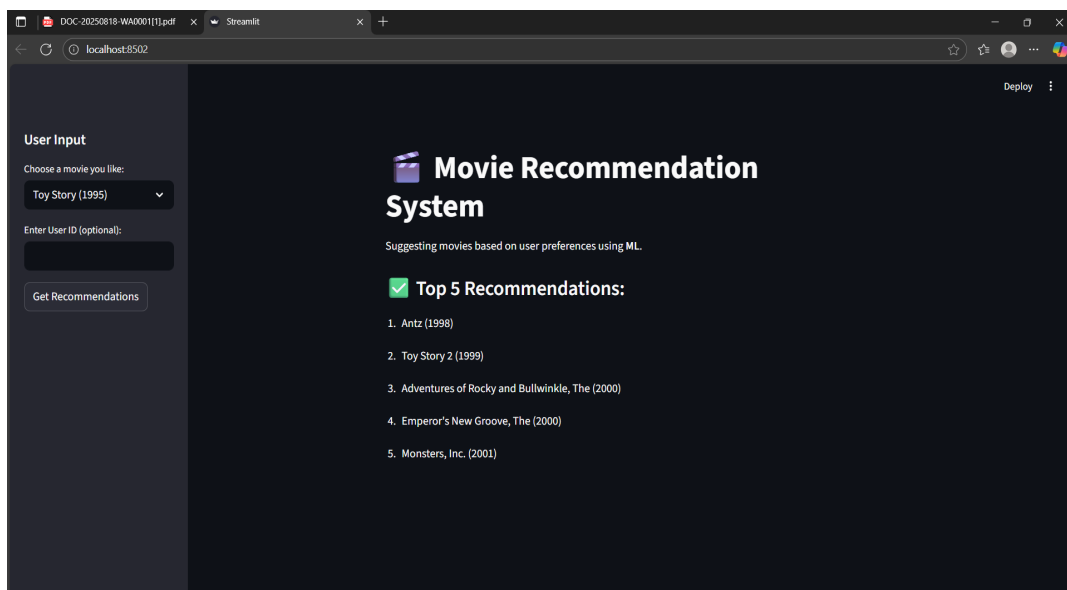 DOC-20250818-WA0001[1].pdf
Streamlit
localhost:8502
Deploy
User Input
Choose a movie you like:
Toy Story (1995)
Enter User ID (optional):
Get Recommendations
Movie Recommendation
System
Suggesting movies based on user preferences using ML.
Top 5 Recommendations:
1. Antz (1998)
2. Toy Story 2 (1999)
3. Adventures of Rocky and Bullwinkle, The (2000)
4. Emperor's New Groove, The (2000)
5. Monsters, Inc. (2001)